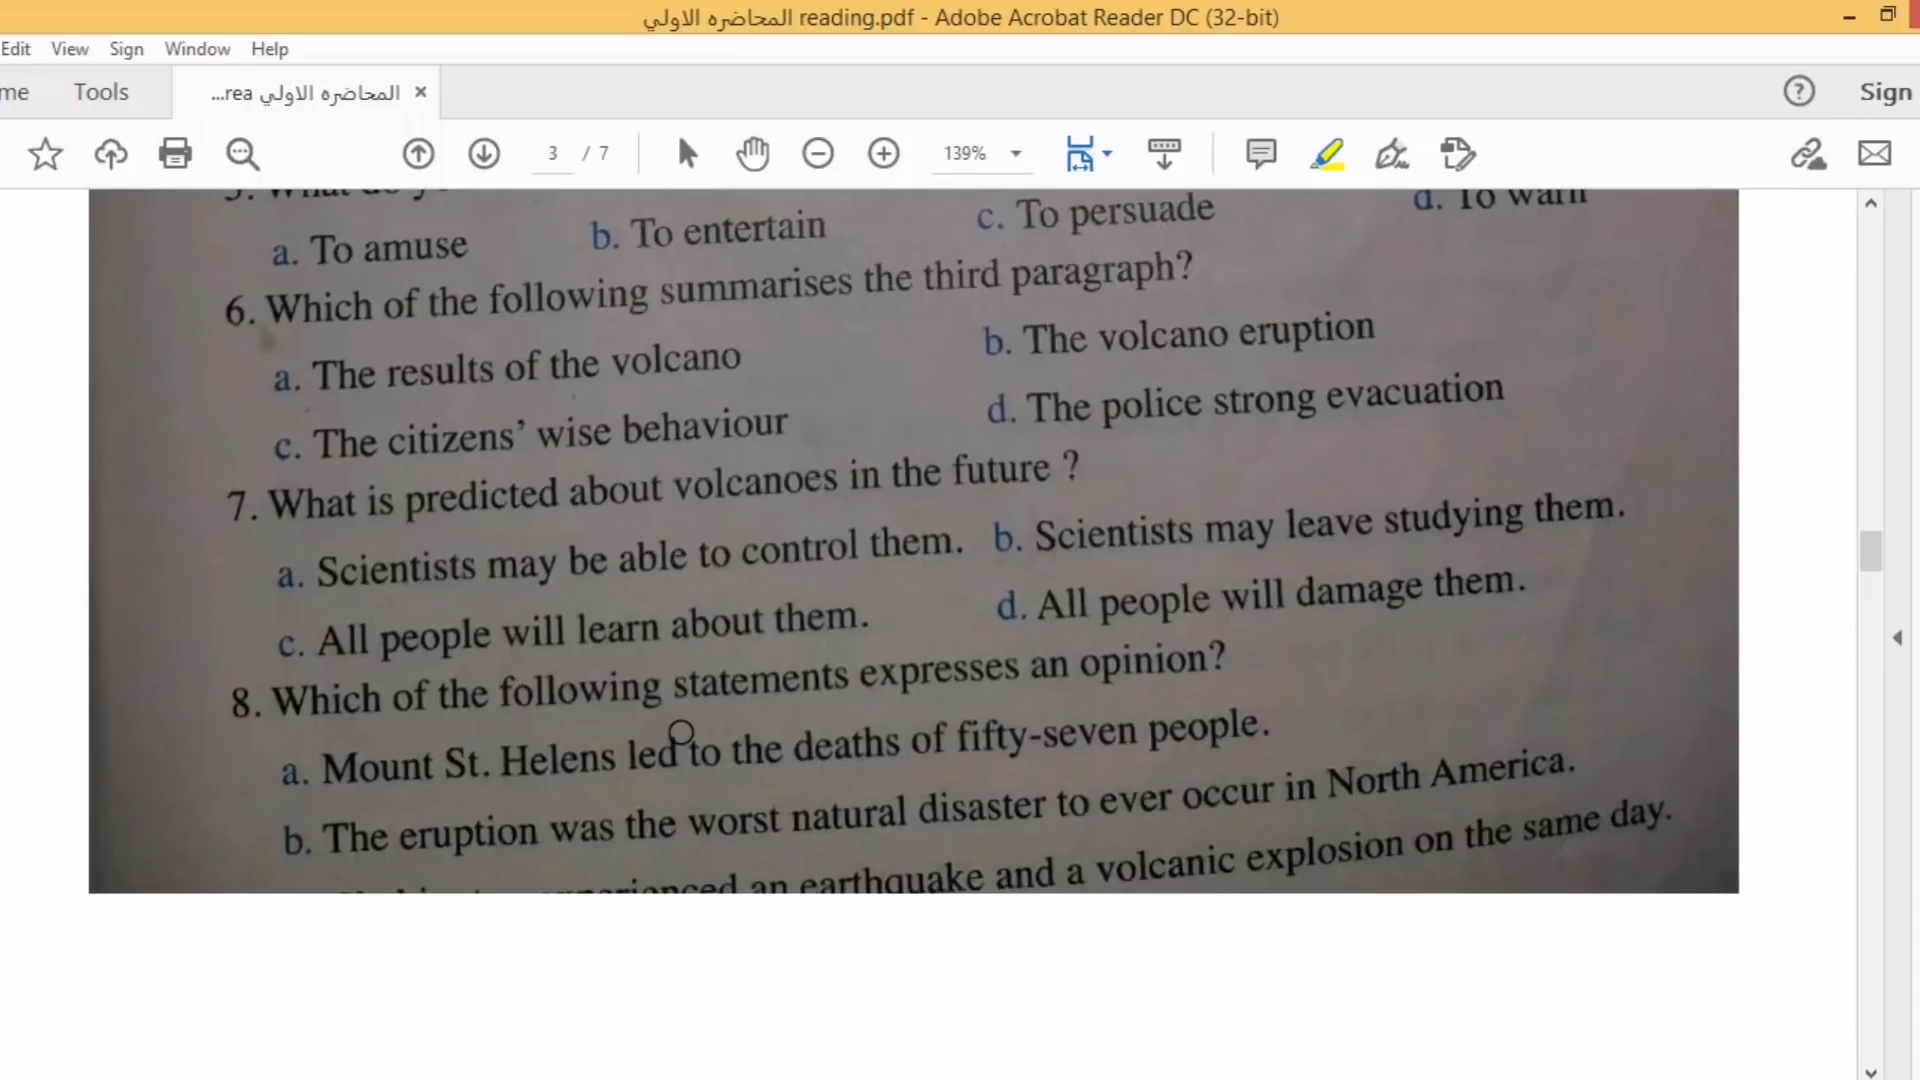 المحاضره الاولي reading.pdf - Adobe Acrobat Reader DC (32-bit)
Edit View Sign Window Help
me Tools المحاضره الاولي rea... × ? Sign
3 / 7 139%
5. What do
a. To amuse b. To entertain c. To persuade d. To warn
6. Which of the following summarises the third paragraph?
a. The results of the volcano b. The volcano eruption
c. The citizens’ wise behaviour d. The police strong evacuation
7. What is predicted about volcanoes in the future ?
a. Scientists may be able to control them. b. Scientists may leave studying them.
c. All people will learn about them. d. All people will damage them.
8. Which of the following statements expresses an opinion?
a. Mount St. Helens led to the deaths of fifty-seven people.
b. The eruption was the worst natural disaster to ever occur in North America.
an earthquake and a volcanic explosion on the same day.